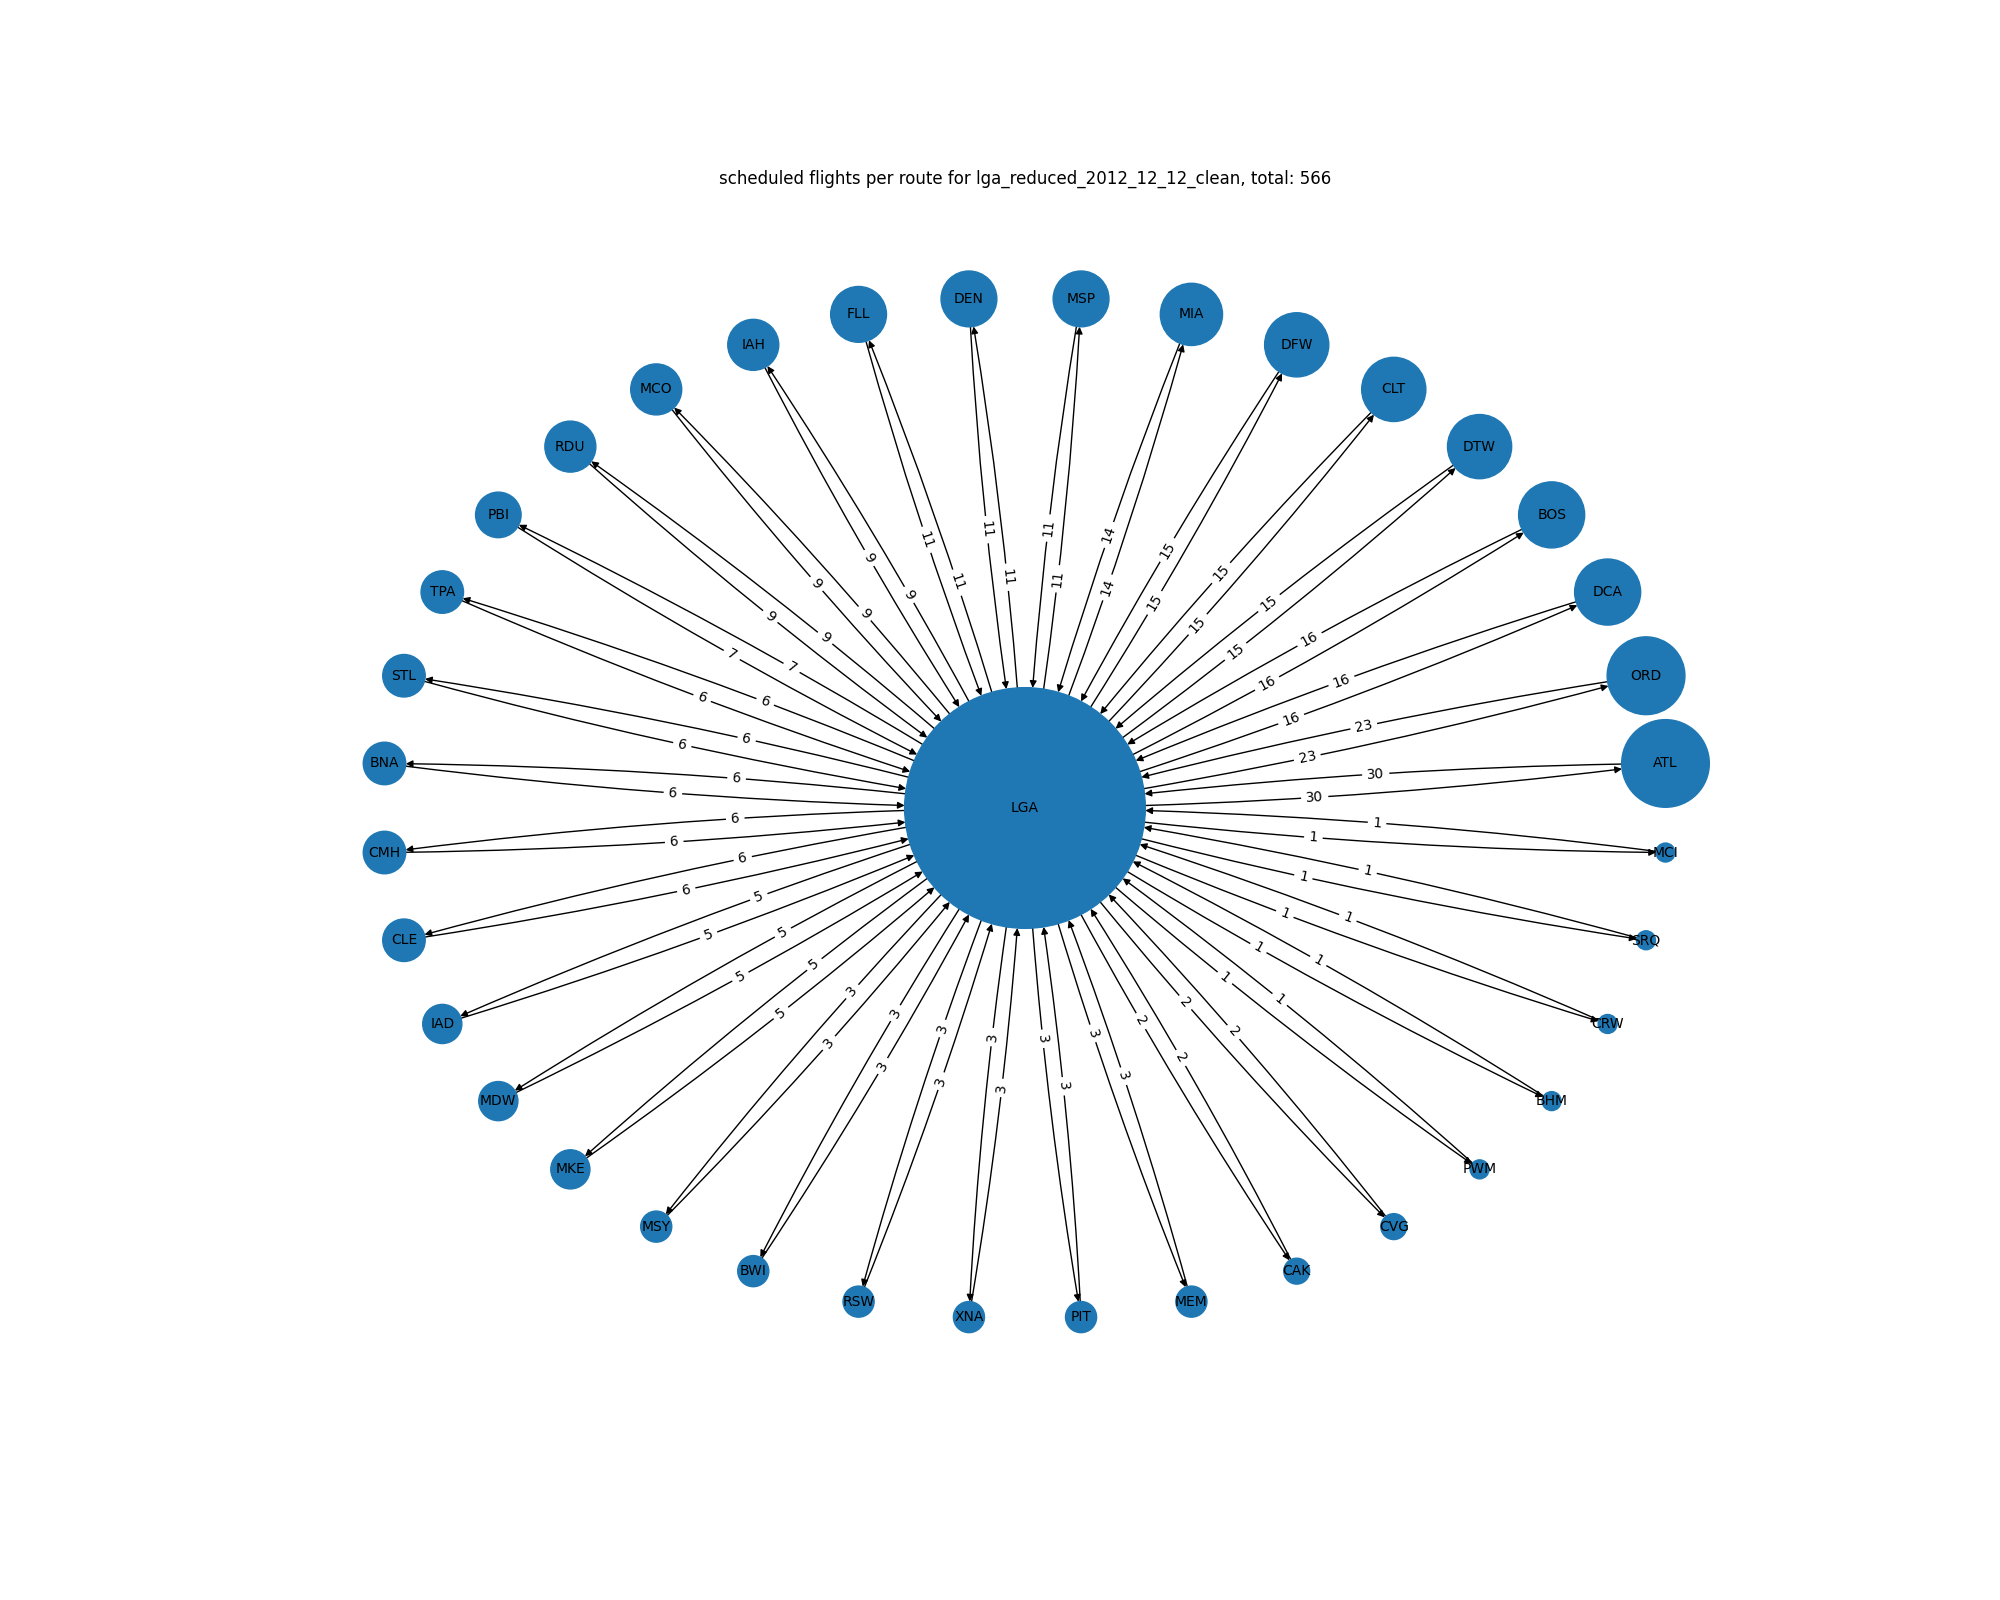 scheduled flights per route for lga_reduced_2012_12_12_clean, total: 566
DEN
MSP
FLL
MIA
IAH
DFW
MCO
CLT
RDU
DTW
PBI
BOS
11
11
11
14
11
15
9
15
11
11
11
14
TPA
9
9
15
15
DCA
9
9
15
9
9
15
15
16
7
7
16
STL
ORD
6
6
16
16
6
6
23
23
BNA
ATL
6
30
6
30
LGA
6
1
6
1
CMH
MCI
6
1
6
1
5
1
1
5
5
1
1
CLE
SRQ
5
5
1
1
5
3
2
3
3
3
3
3
2
2
IAD
CRW
3
3
3
3
3
3
2
MDW
BHM
MKE
PWM
MSY
CVG
BWI
CAK
RSW
MEM
XNA
PIT